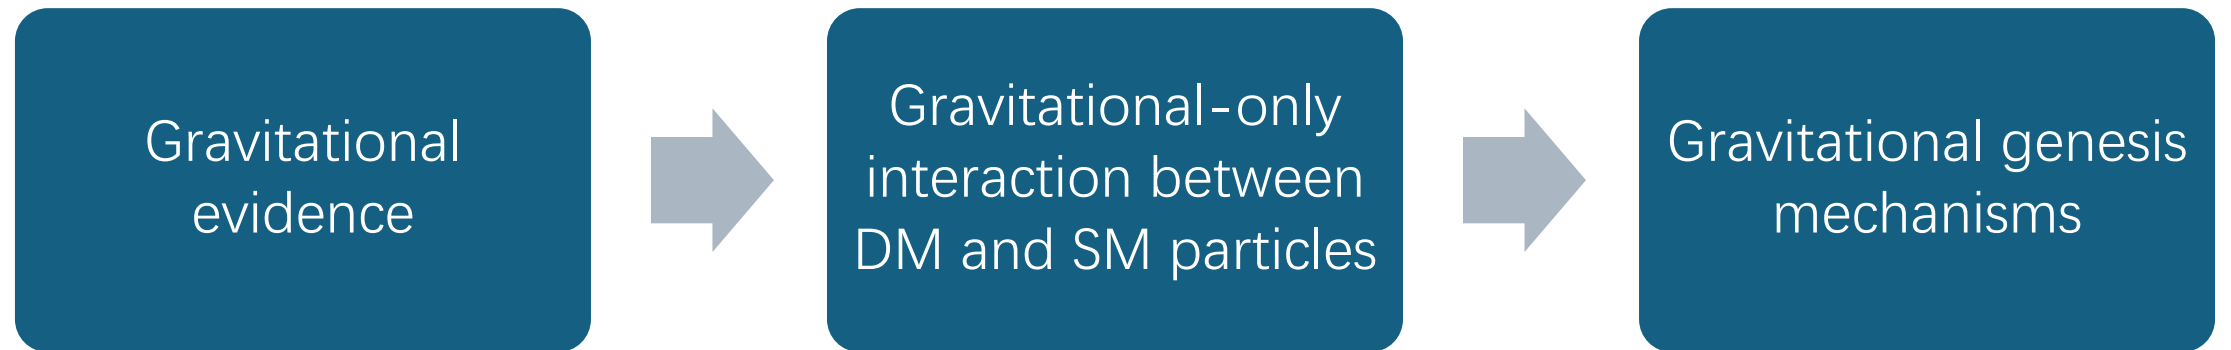 Gravitational
evidence
Gravitational-only
interaction between
DM and SM particles
Gravitational genesis
mechanisms